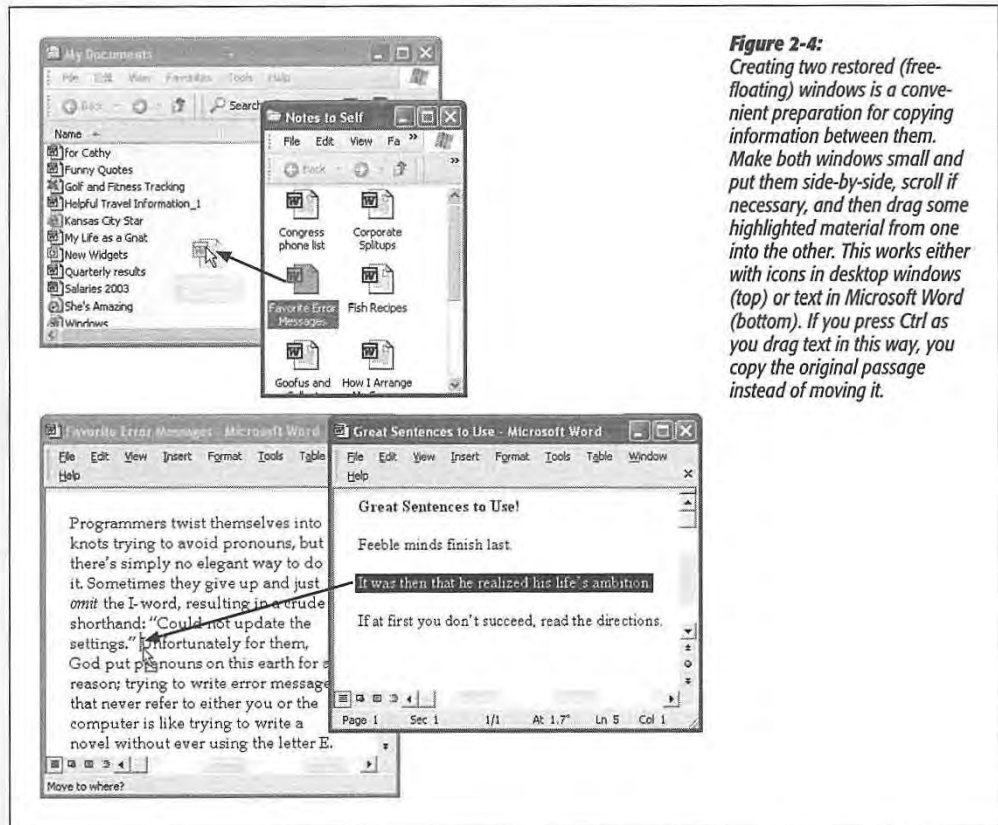 My Documents
File Edit View Favorites Tools Help
Back Search
Name
for Cathy
Funny Quotes
Golf and Fitness Tracking
Helpful Travel Information_1
Kansas City Star
My Life as a Gnat
New Widgets
Quarterly results
Salaries 2003
She's Amazing
Windows
Notes to Self
File Edit View Fa »
Back »
Congress
phone list
Corporate
Splitups
Favorite Error
Messages
Fish Recipes
Goofus and
How I Arrange
Figure 2-4:
Creating two restored (free-
floating) windows is a conve-
nient preparation for copying
information between them.
Make both windows small and
put them side-by-side, scroll if
necessary, and then drag some
highlighted material from one
into the other. This works either
with icons in desktop windows
(top) or text in Microsoft Word
(bottom). If you press Ctrl as
you drag text in this way, you
copy the original passage
instead of moving it.
Favorite Error Messages - Microsoft Word
File Edit View Insert Format Tools Table
Help
Programmers twist themselves into
knots trying to avoid pronouns, but
there's simply no elegant way to do
it. Sometimes they give up and just
omit the I-word, resulting in a crude
shorthand: "Could not update the
settings." Unfortunately for them,
God put pronouns on this earth for a
reason; trying to write error message
that never refer to either you or the
computer is like trying to write a
novel without ever using the letter E.
Move to where?
Great Sentences to Use - Microsoft Word
File Edit View Insert Format Tools Table Window
Help
Great Sentences to Use!
Feeble minds finish last.
It was then that he realized his life's ambition
If at first you don't succeed, read the directions.
Page 1 Sec 1 1/1 At 1.7" Ln 5 Col 1